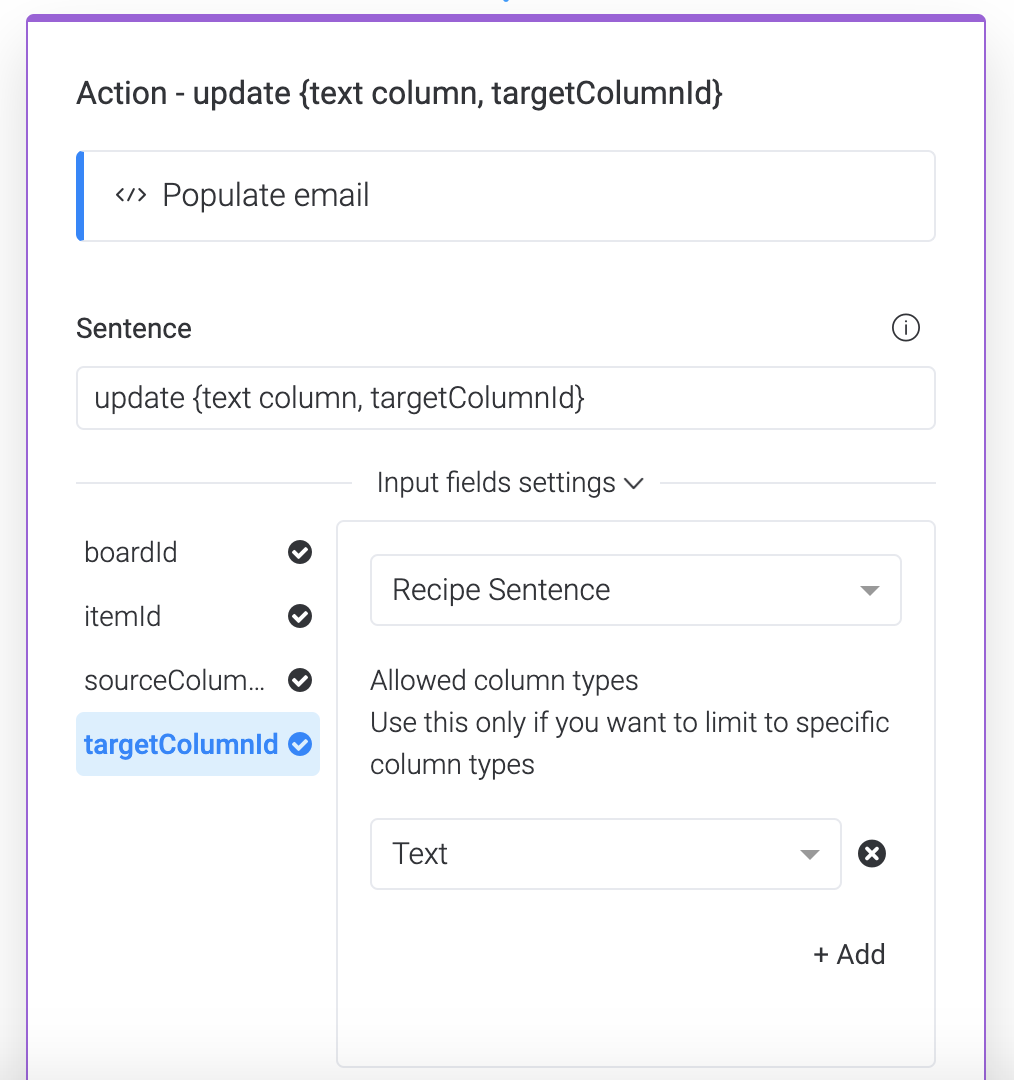 Action - update {text column, targetColumnId}
</> Populate email
Sentence
update {text column, targetColumnId}
Input fields settings
boardId
itemId
sourceColum...
targetColumnId
Recipe Sentence
Allowed column types
Use this only if you want to limit to specific
column types
Text
+ Add